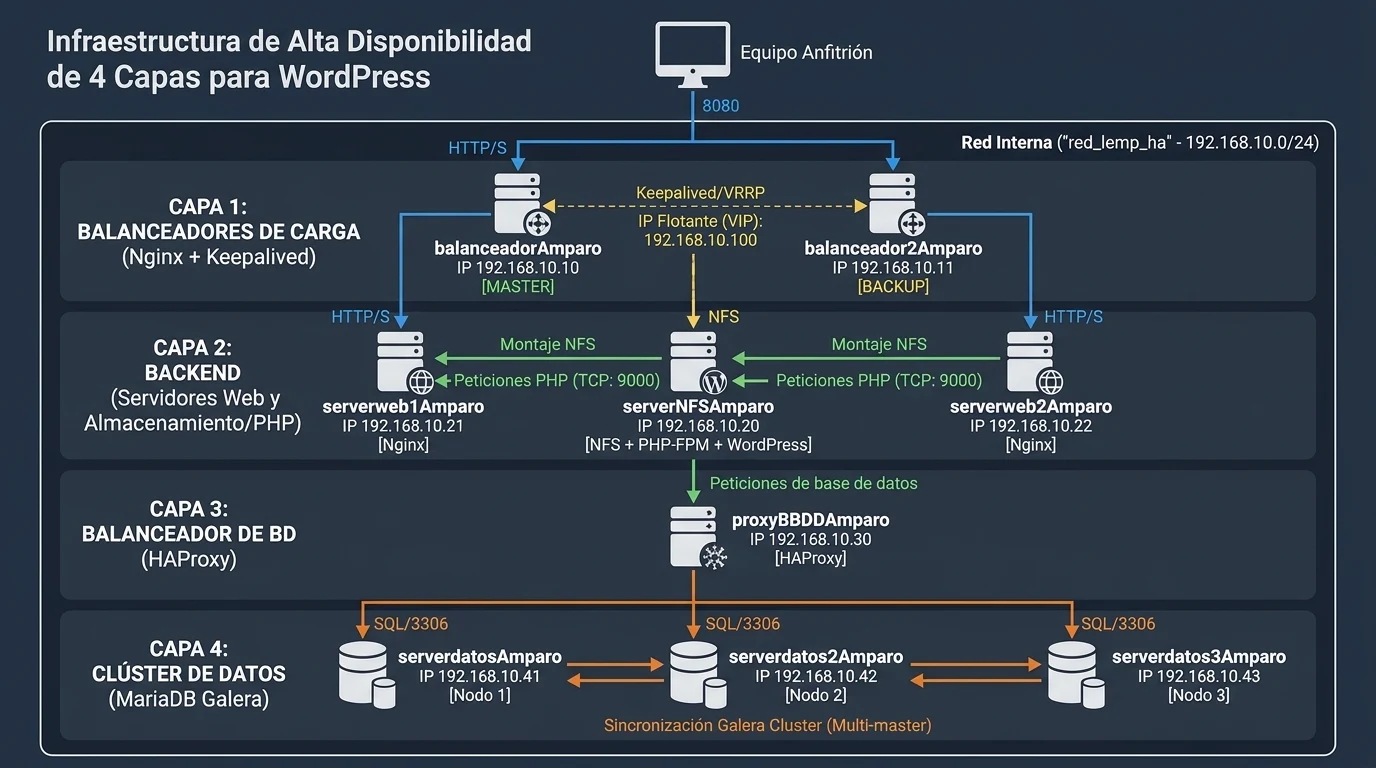 Infraestructura de Alta Disponibilidad
de 4 Capas para WordPress
Equipo Anfitrión
8080
Red Interna ("red_lemp_ha" - 192.168.10.0/24)
HTTP/S
CAPA 1:
BALANCEADORES DE CARGA
(Nginx + Keepalived)
Keepalived/VRRP
IP Flotante (VIP):
192.168.10.100
balanceadorAmparo
IP 192.168.10.10
[MASTER]
balanceador2Amparo
IP 192.168.10.11
[BACKUP]
HTTP/S
NFS
HTTP/S
CAPA 2:
BACKEND
(Servidores Web y
Almacenamiento/PHP)
Montaje NFS
Montaje NFS
Peticiones PHP (TCP: 9000)
Peticiones PHP (TCP: 9000)
serverweb1Amparo
IP 192.168.10.21
[Nginx]
serverNFSAmparo
IP 192.168.10.20
[NFS + PHP-FPM + WordPress]
serverweb2Amparo
IP 192.168.10.22
[Nginx]
Peticiones de base de datos
CAPA 3:
BALANCEADOR DE BD
(HAProxy)
proxyBBDDAmparo
IP 192.168.10.30
[HAProxy]
SQL/3306
SQL/3306
SQL/3306
CAPA 4:
CLÚSTER DE DATOS
(MariaDB Galera)
serverdatosAmparo
IP 192.168.10.41
[Nodo 1]
serverdatos2Amparo
IP 192.168.10.42
[Nodo 2]
serverdatos3Amparo
IP 192.168.10.43
[Nodo 3]
Sincronización Galera Cluster (Multi-master)